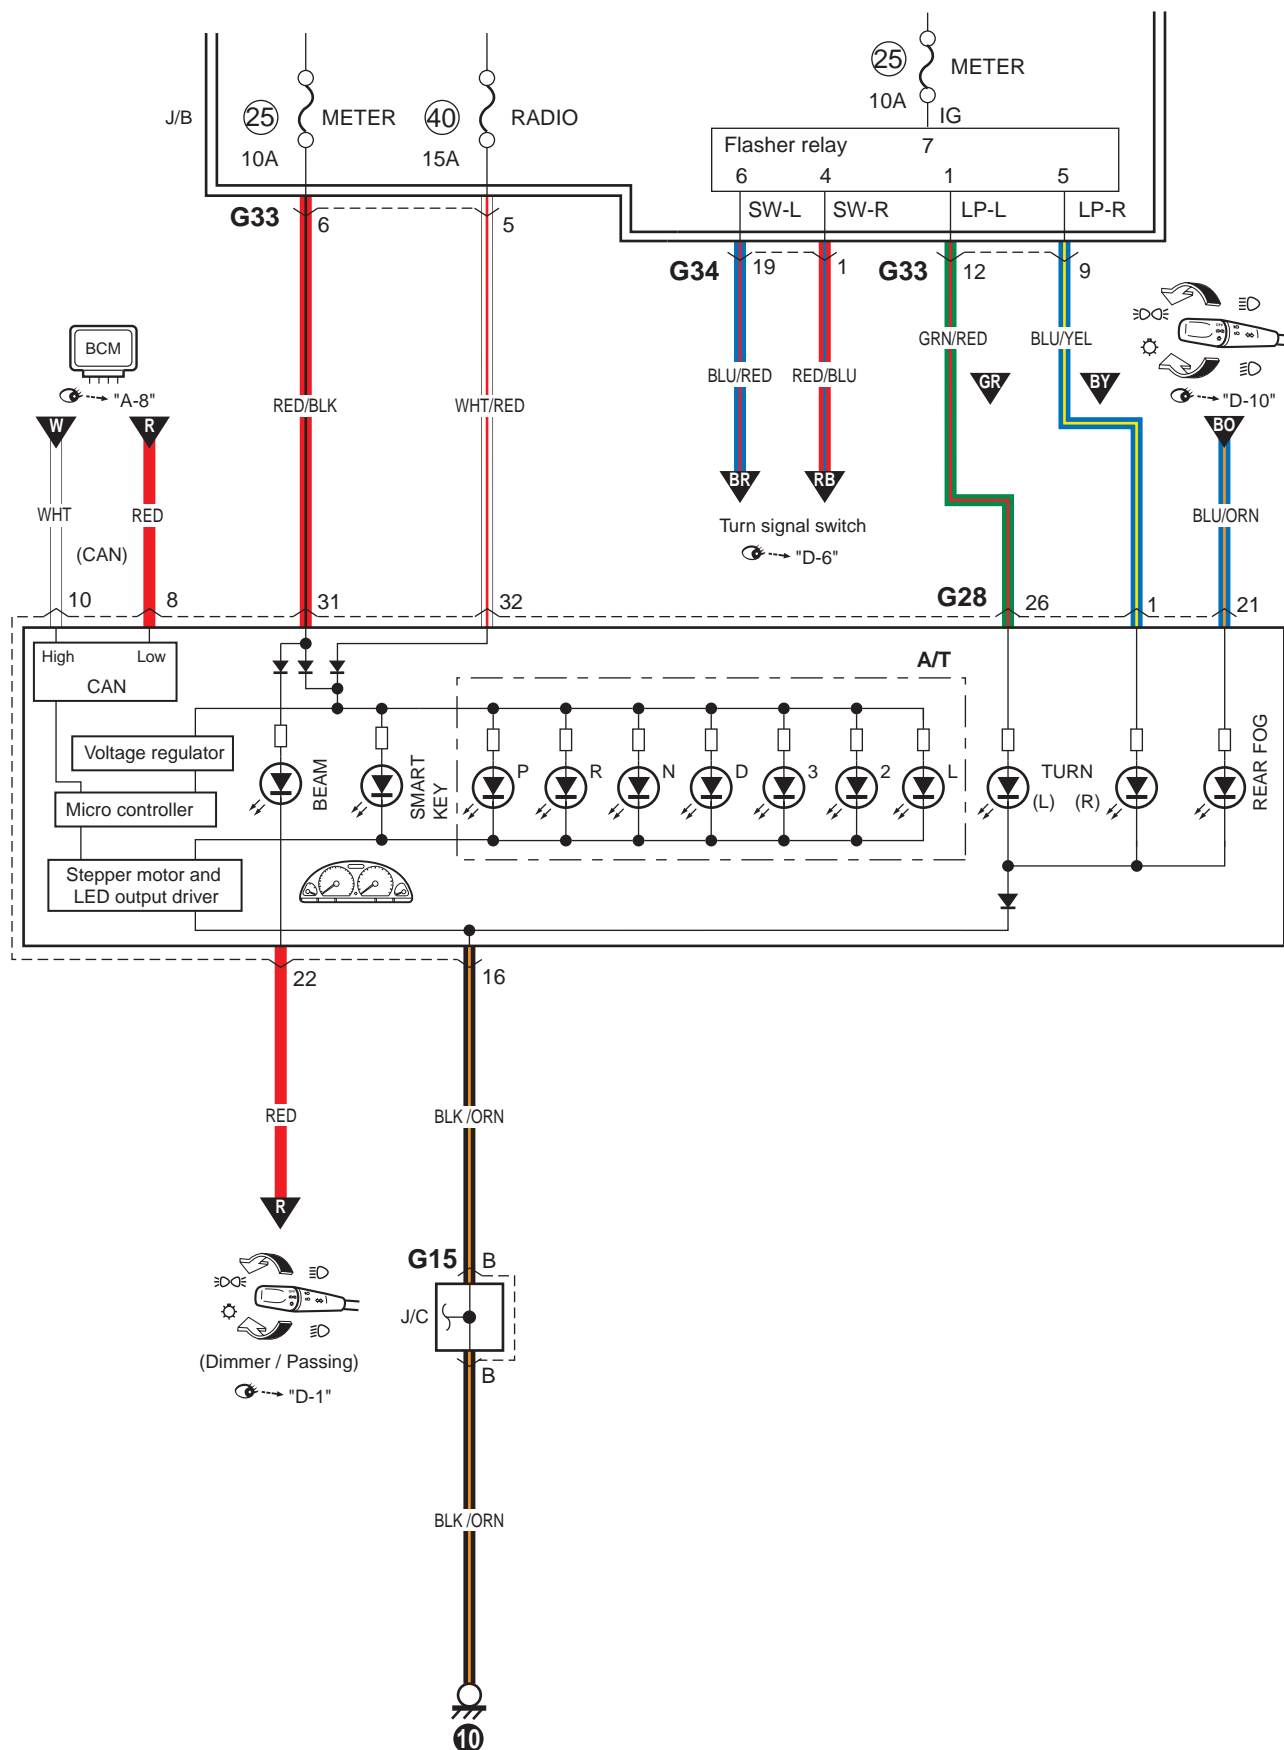 25
METER
10A
IG
J/B
25
METER
40
RADIO
10A
15A
Flasher relay
7
6
4
1
5
SW-L
SW-R
LP-L
LP-R
G33
6
5
G34
19
1
G33
12
9
BCM
"A-8"
W
R
RED/BLK
WHT/RED
BLU/RED
RED/BLU
GRN/RED
BLU/YEL
GR
BY
"D-10"
BO
BR
RB
WHT
RED
BLU/ORN
Turn signal switch
"D-6"
(CAN)
10
8
31
32
G28
26
1
21
High
Low
CAN
A/T
Voltage regulator
Micro controller
Stepper motor and
LED output driver
BEAM
SMART
KEY
P
R
N
D
3
2
L
TURN
(L)
(R)
REAR FOG
22
16
RED
BLK/ORN
R
G15
B
J/C
B
(Dimmer / Passing)
"D-1"
BLK/ORN
10